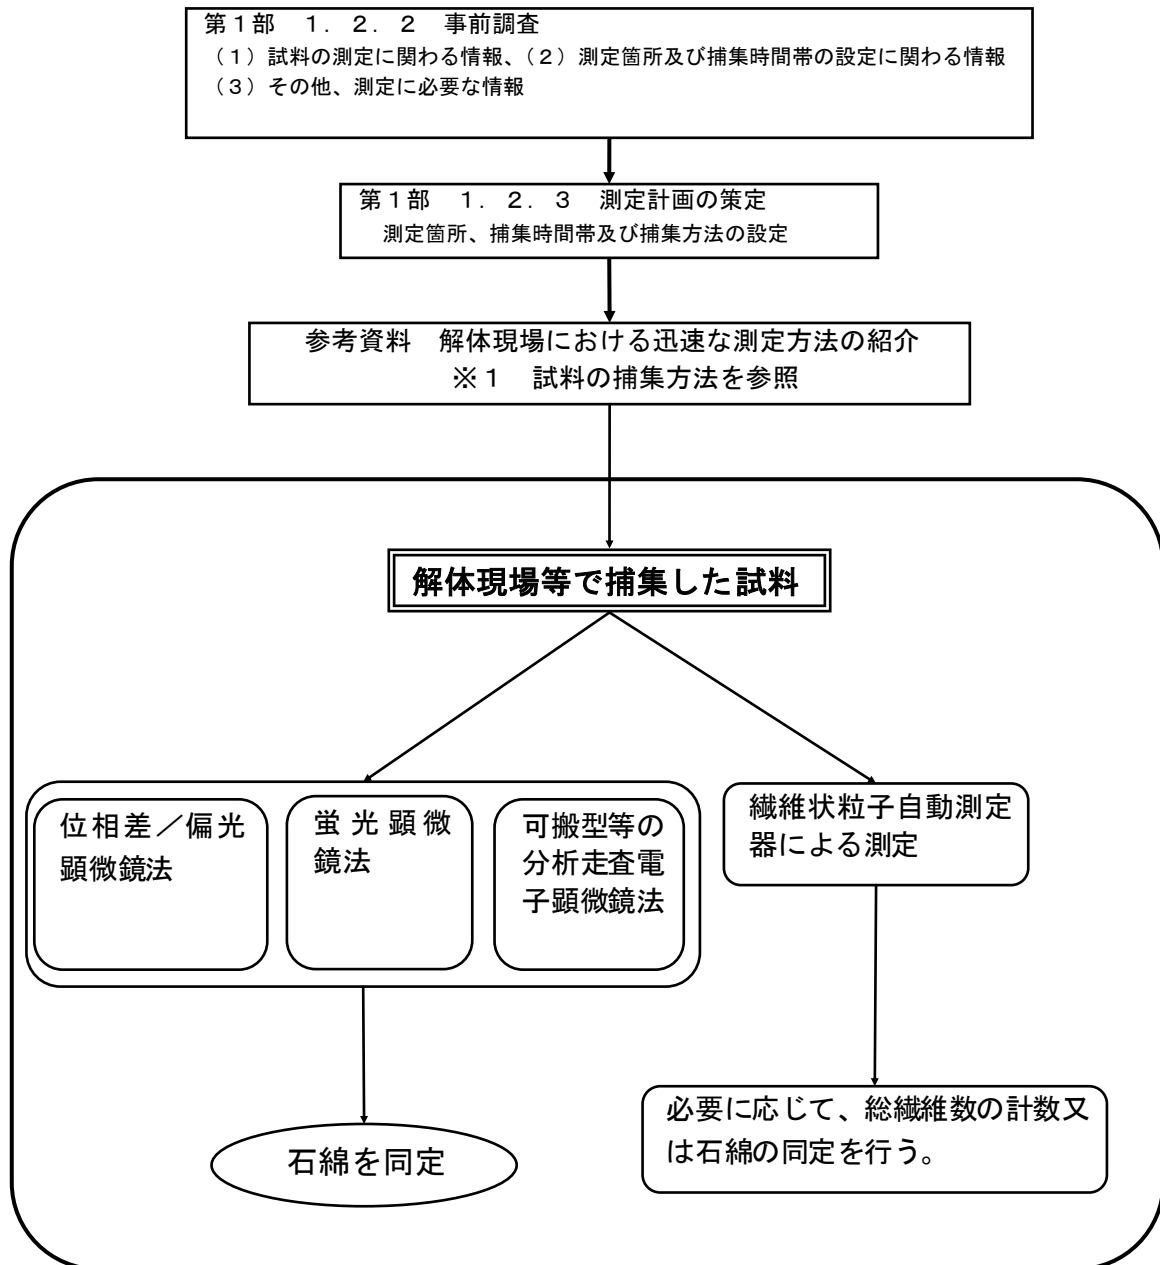 第1部 1.2.2 事前調査
(1)試料の測定に関わる情報、(2)測定箇所及び捕集時間帯の設定に関わる情報
(3)その他、測定に必要な情報
第1部 1.2.3 測定計画の策定
測定箇所、捕集時間帯及び捕集方法の設定
参考資料 解体現場における迅速な測定方法の紹介
※1 試料の捕集方法を参照
解体現場等で捕集した試料
位相差/偏光
顕微鏡法
蛍光顕微
鏡法
可搬型等の
分析走査電
子顕微鏡法
繊維状粒子自動測定
器による測定
石綿を同定
必要に応じて、総繊維数の計数又
は石綿の同定を行う。